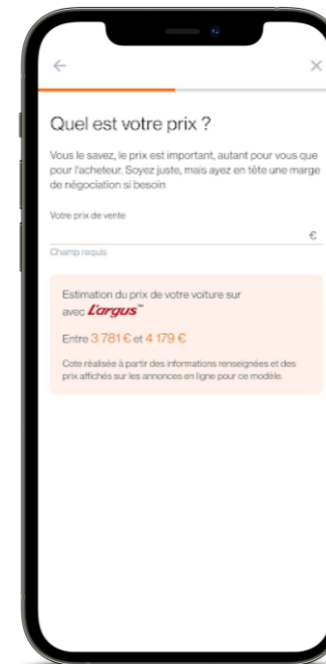 Quel est votre prix ?
Vous le savez, le prix est important, autant pour vous que
pour l'acheteur. Soyez juste, mais ayez en tête une marge
de négociation si besoin
Votre prix de vente
€
Champ requis
Estimation du prix de votre voiture sur
avec L'argus™
Entre 3 781 € et 4 179 €
Cote réalisée à partir des informations renseignées et des
prix affichés sur les annonces en ligne pour ce modèle.